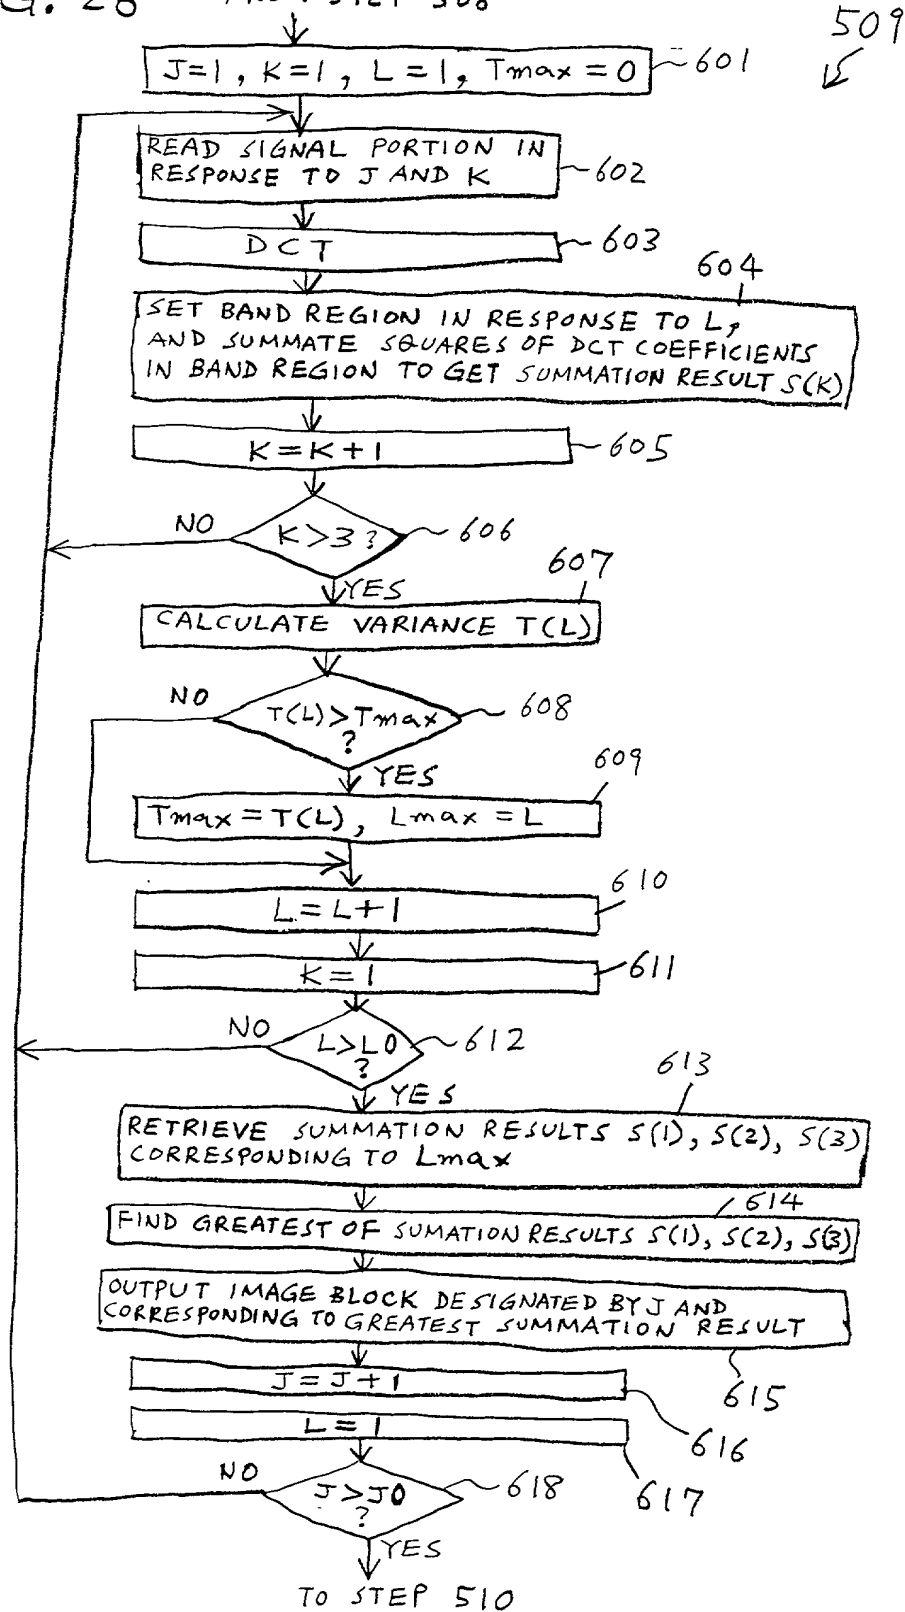 G. 28
STEP 508
509
J=1, K=1, L=1, Tmax = 0
601
READ SIGNAL PORTION IN
RESPONSE TO J AND K
602
DCT
603
604
SET BAND REGION IN RESPONSE TO L,
AND SUMMATE SQUARES OF DCT COEFFICIENTS
IN BAND REGION TO GET SUMMATION RESULT S(K)
K=K+1
605
NO
K>3?
606
YES
607
CALCULATE VARIANCE T(L)
NO
T(L)>Tmax
?
608
YES
609
Tmax=T(L), Lmax=L
610
L=L+1
K=1
611
NO
L>L0
?
612
YES
613
RETRIEVE SUMMATION RESULTS S(1), S(2), S(3)
CORRESPONDING TO Lmax
614
FIND GREATEST OF SUMATION RESULTS S(1), S(2), S(3)
OUTPUT IMAGE BLOCK DESIGNATED BY J AND
CORRESPONDING TO GREATEST SUMMATION RESULT
615
J=J+1
616
L=1
617
NO
J>J0
?
618
YES
TO STEP 510